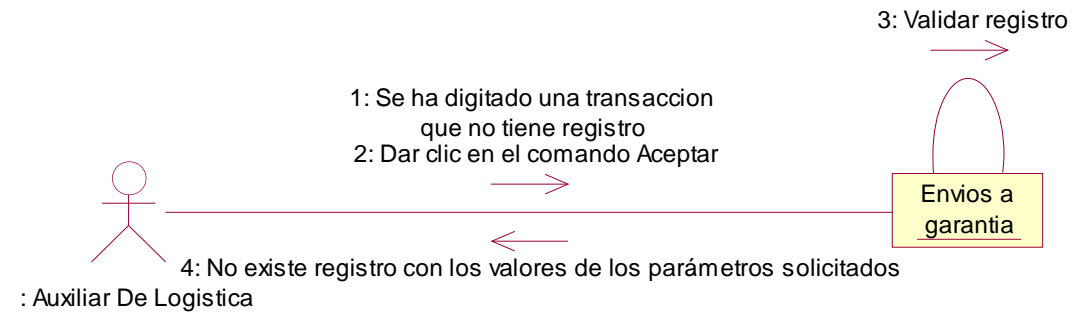 3: Validar registro
1: Se ha digitado una transaccion
que no tiene registro
2: Dar clic en el comando Aceptar
Envios a
garantia
4: No existe registro con los valores de los parámetros solicitados
: Auxiliar De Logistica